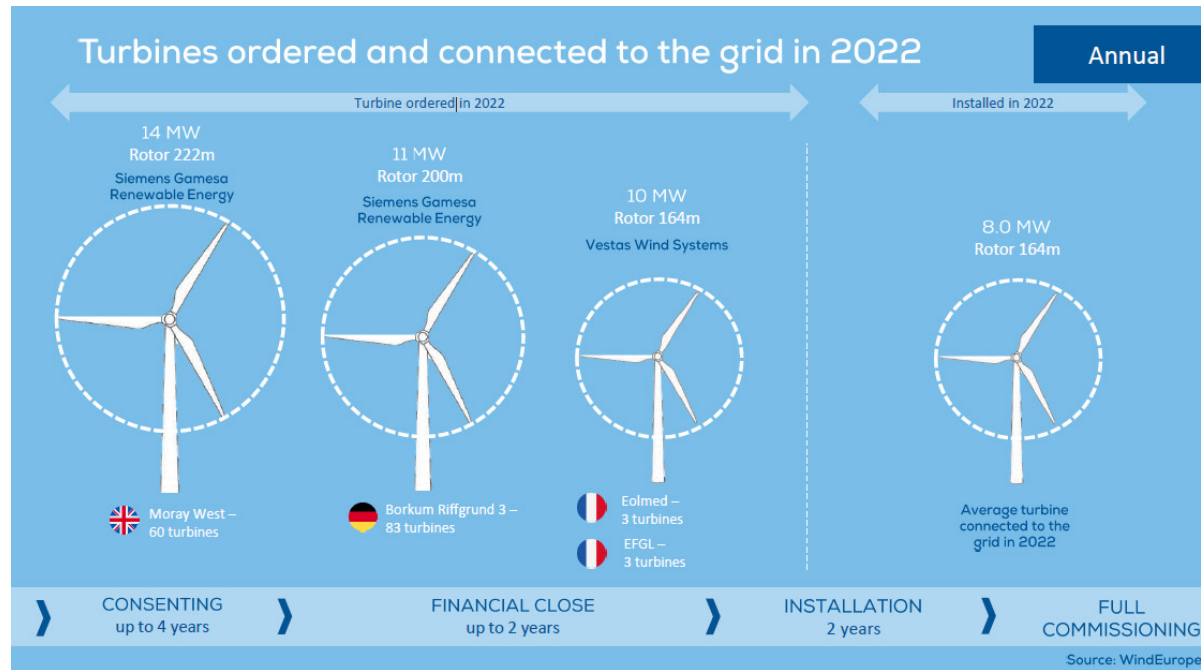 Turbines ordered and connected to the grid in 2022
Annual
Turbine ordered in 2022
Installed in 2022
14 MW
Rotor 222m
Siemens Gamesa
Renewable Energy
11 MW
Rotor 200m
Siemens Gamesa
Renewable Energy
10 MW
Rotor 164m
Vestas Wind Systems
8.0 MW
Rotor 164m
Moray West –
60 turbines
Borkum Riffgrund 3 –
83 turbines
Eolmed –
3 turbines
EFGL –
3 turbines
Average turbine
connected to the
grid in 2022
CONSENTING
up to 4 years
FINANCIAL CLOSE
up to 2 years
INSTALLATION
2 years
FULL
COMMISSIONING
Source: WindEurope